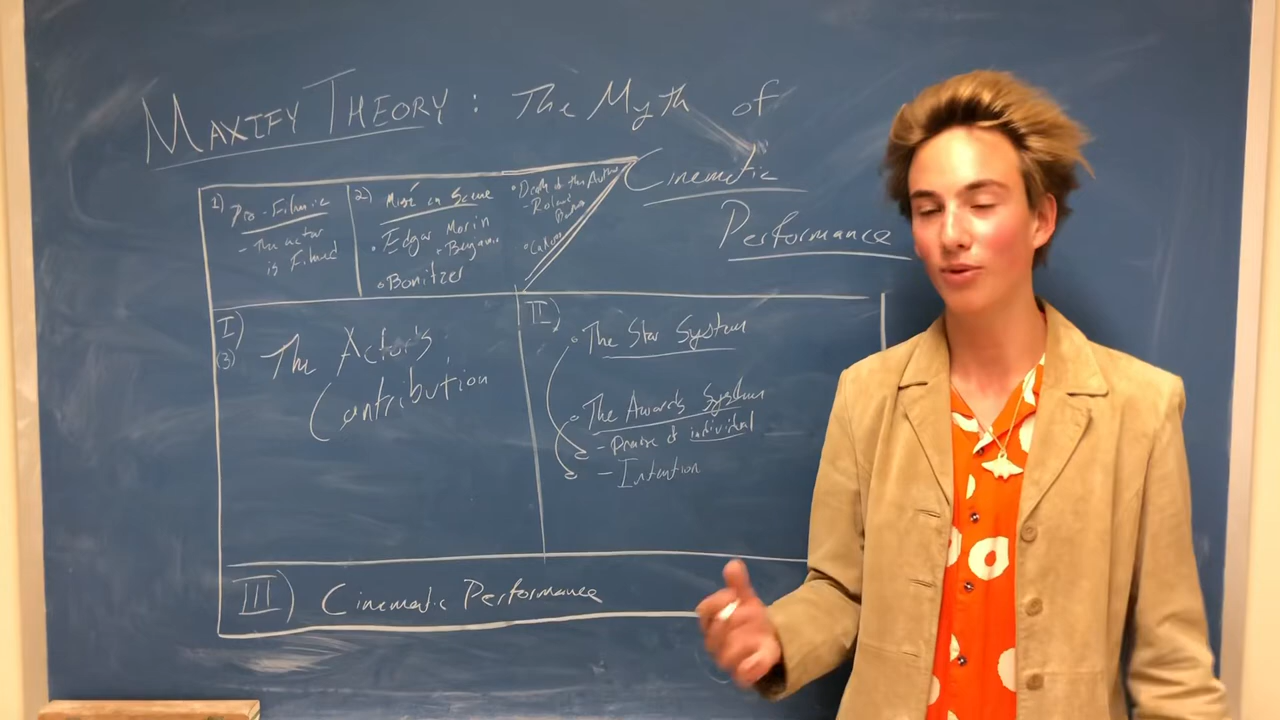 MAXIFY THEORY: The Myth of
Cinematic
Performance
1) Pro-Filmic
- The actor
is Filmed
2) Misé en Scene
• Edgar Morin
• Benjamin
• Bonitzer
• Death of the Author
- Roland
Barthes
I)
(3)
The Actor's
Contribution
II)
• The Star System
• The Awards System
- Praise of individual
- Intention
III) Cinematic Performance